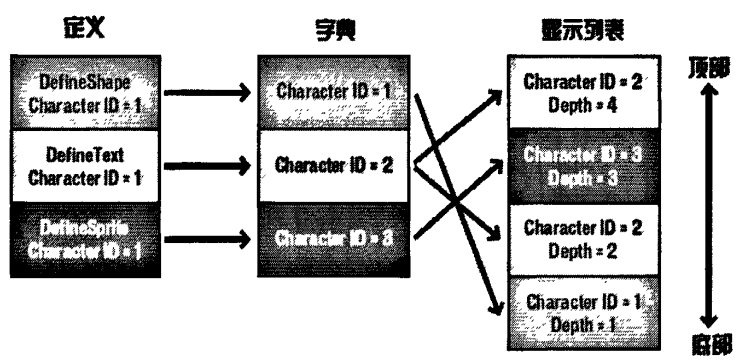 定义
字典
显示列表
顶部
DefineShape
Character ID = 1
DefineText
Character ID = 1
DefineSprite
Character ID = 1
Character ID = 1
Character ID = 2
Character ID = 3
Character ID = 2
Depth = 4
Character ID = 3
Depth = 3
Character ID = 2
Depth = 2
Character ID = 1
Depth = 1
底部